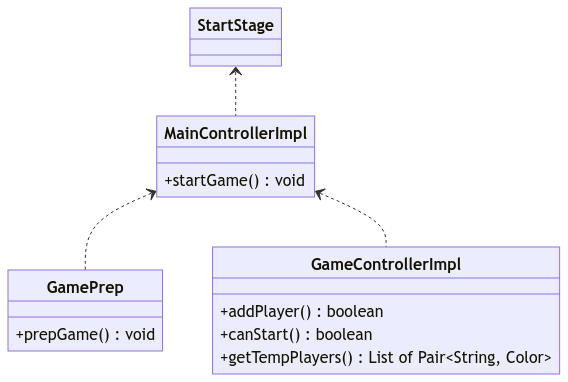 StartStage
MainControllerImpl
+startGame() : void
GamePrep
+prepGame() : void
GameControllerImpl
+addPlayer() : boolean
+canStart() : boolean
+getTempPlayers() : List of Pair<String, Color>